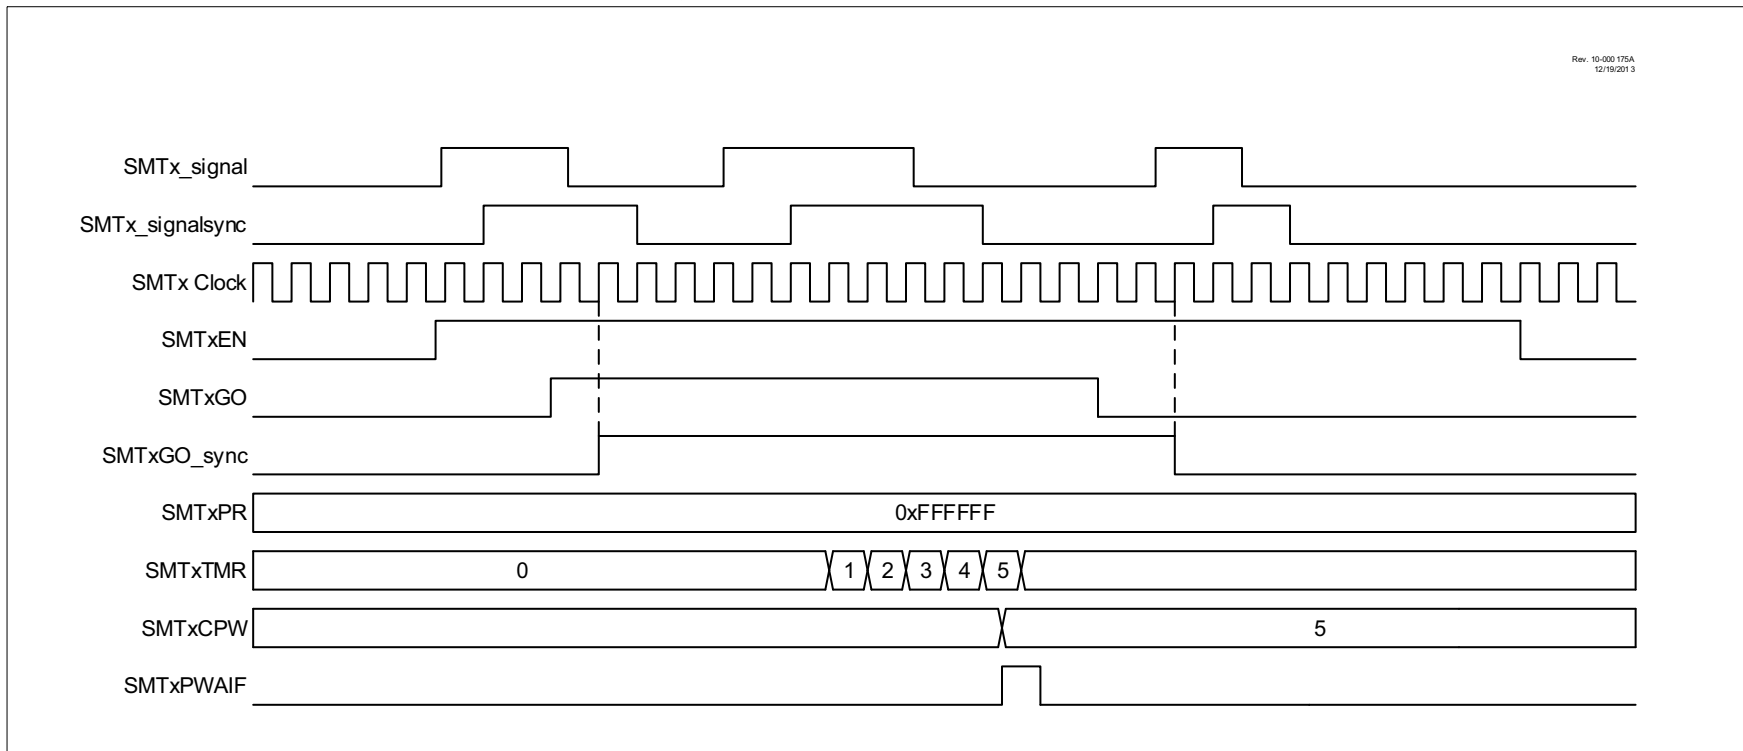 Rev. 10-000 175A
12/19/201 3
SMTx_signal
SMTx_signalsync
SMTx Clock
SMTxEN
SMTxGO
SMTxGO_sync
SMTxPR 0xFFFFFF
SMTxTMR 0 1 2 3 4 5
SMTxCPW 5
SMTxPWAIF